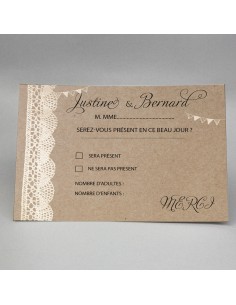 Justine & Bernard
M. MME........................
SEREZ-VOUS PRÉSENT EN CE BEAU JOUR ?
SERA PRÉSENT
NE SERA PAS PRESENT
NOMBRE D'ADULTES :
NOMBRE D'ENFANTS :
MERCI